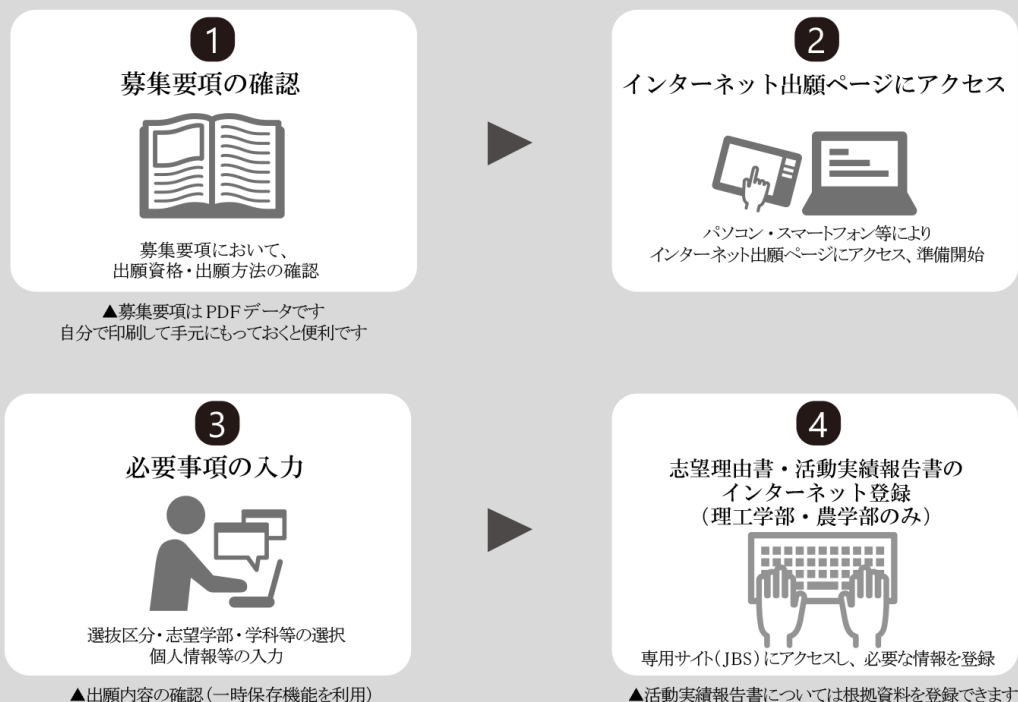 1
募集要項の確認
募集要項において、
出願資格・出願方法の確認
▲募集要項はPDFデータです
自分で印刷して手元にもっておくと便利です
2
インターネット出願ページにアクセス
パソコン・スマートフォン等により
インターネット出願ページにアクセス、準備開始
3
必要事項の入力
選抜区分・志望学部・学科等の選択
個人情報等の入力
▲出願内容の確認(一時保存機能を利用)
4
志望理由書・活動実績報告書の
インターネット登録
(理工学部・農学部のみ)
専用サイト(JBS)にアクセスし、必要な情報を登録
▲活動実績報告書については根拠資料を登録できます